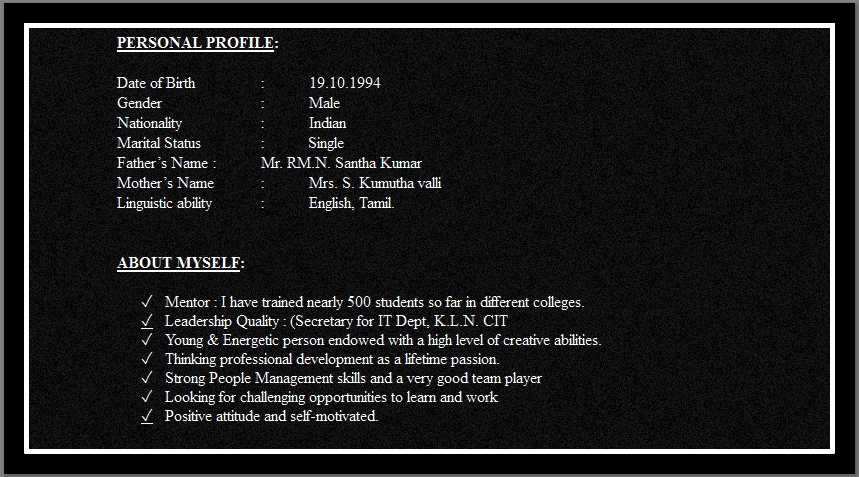 PERSONAL PROFILE:
Date of Birth : 19.10.1994
Gender : Male
Nationality : Indian
Marital Status : Single
Father’s Name : Mr. RM.N. Santha Kumar
Mother’s Name : Mrs. S. Kumutha valli
Linguistic ability : English, Tamil.
ABOUT MYSELF:
✓ Mentor : I have trained nearly 500 students so far in different colleges.
✓ Leadership Quality : (Secretary for IT Dept, K.L.N. CIT
✓ Young & Energetic person endowed with a high level of creative abilities.
✓ Thinking professional development as a lifetime passion.
✓ Strong People Management skills and a very good team player
✓ Looking for challenging opportunities to learn and work
✓ Positive attitude and self-motivated.